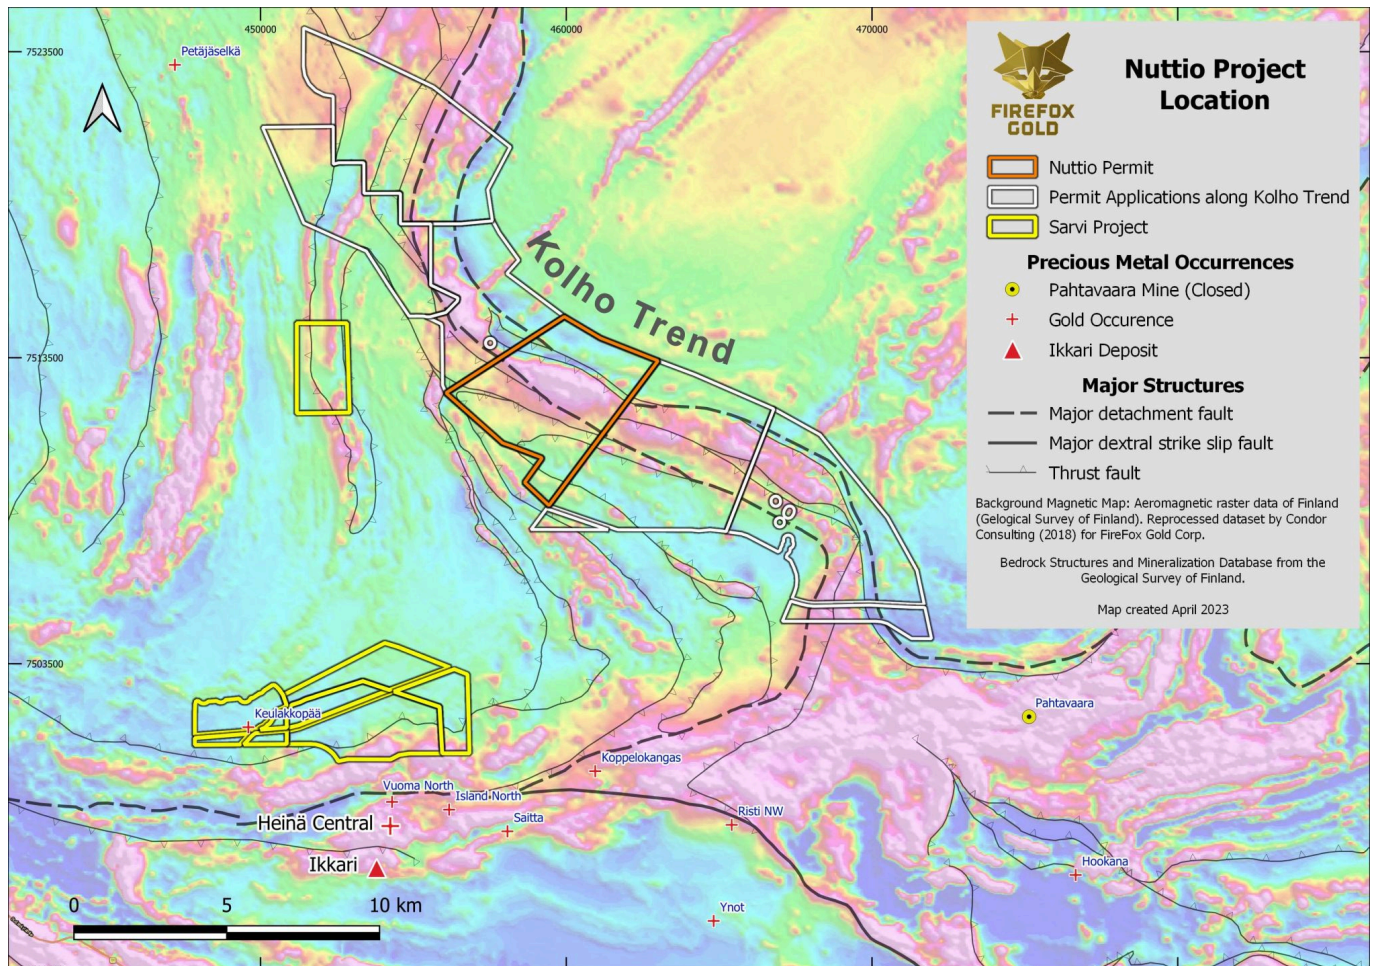 450000
460000
470000
7523500
7513500
7503500
Petäjäselkä
Kolho Trend
Keulakkopää
Vuoma North
Island North
Heinä Central
Saitta
Ikkari
Koppelokangas
Risti NW
Ynot
Pahtavaara
Hookana
0
5
10 km
FIREFOX
GOLD
Nuttio Project
Location
Nuttio Permit
Permit Applications along Kolho Trend
Sarvi Project
Precious Metal Occurrences
Pahtavaara Mine (Closed)
Gold Occurence
Ikkari Deposit
Major Structures
Major detachment fault
Major dextral strike slip fault
Thrust fault
Background Magnetic Map: Aeromagnetic raster data of Finland
(Gelogical Survey of Finland). Reprocessed dataset by Condor
Consulting (2018) for FireFox Gold Corp.
Bedrock Structures and Mineralization Database from the
Geological Survey of Finland.
Map created April 2023